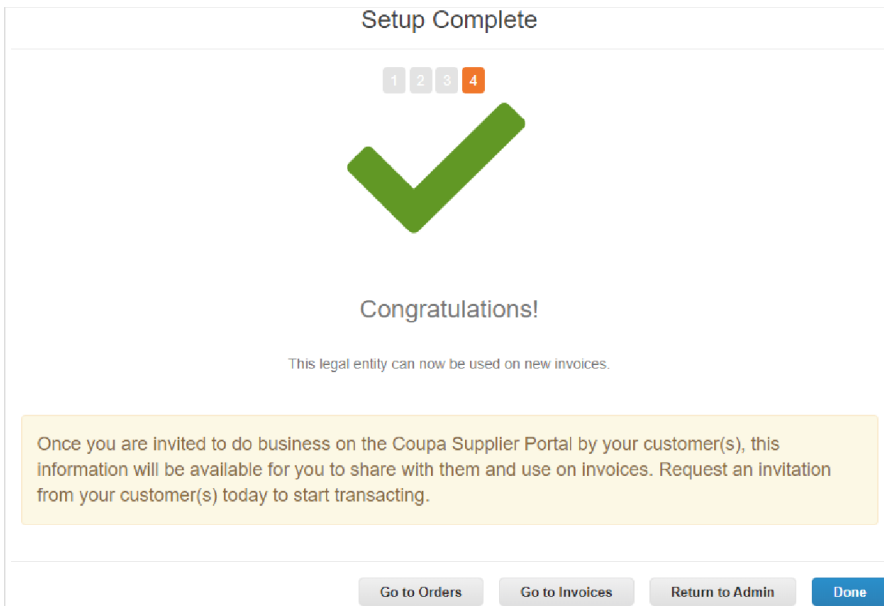 Setup Complete
1 2 3 4
Congratulations!
This legal entity can now be used on new invoices.
Once you are invited to do business on the Coupa Supplier Portal by your customer(s), this
information will be available for you to share with them and use on invoices. Request an invitation
from your customer(s) today to start transacting.
Go to Orders Go to Invoices Return to Admin Done